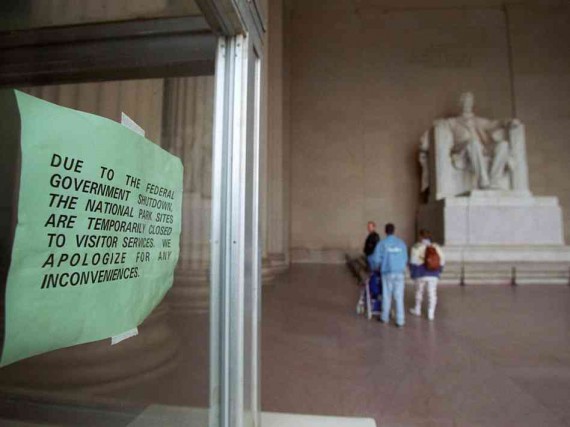 DUE TO THE FEDERAL
GOVERNMENT SHUTDOWN,
THE NATIONAL PARK SITES
ARE TEMPORARILY CLOSED
TO VISITOR SERVICES. WE
APOLOGIZE FOR ANY
INCONVENIENCES.